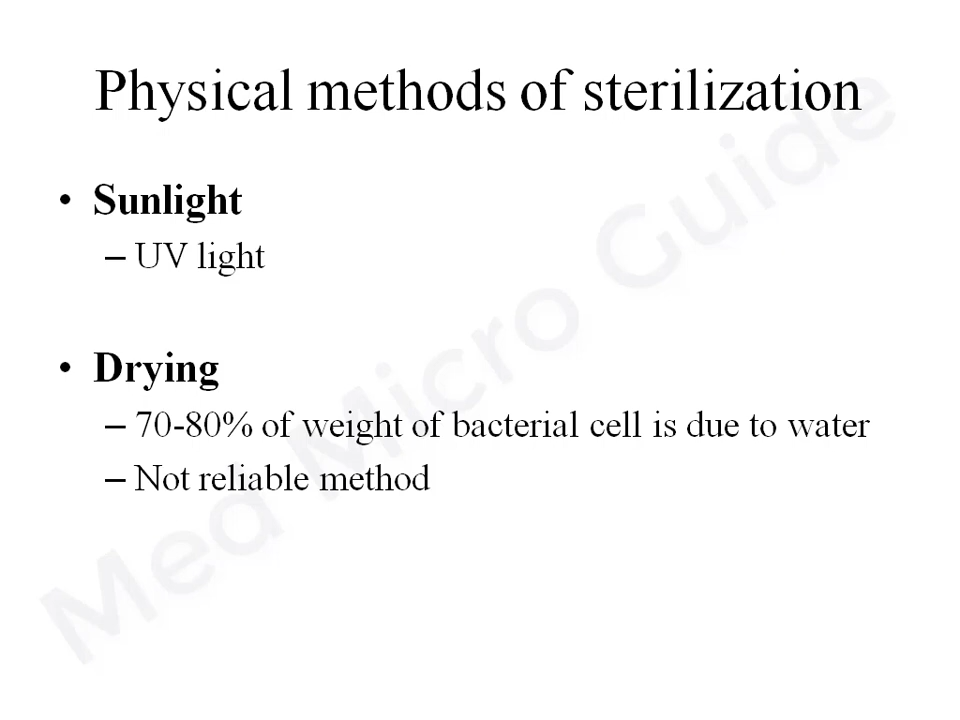 Physical methods of sterilization
• Sunlight
– UV light
• Drying
– 70-80% of weight of bacterial cell is due to water
– Not reliable method
Med Micro Guide